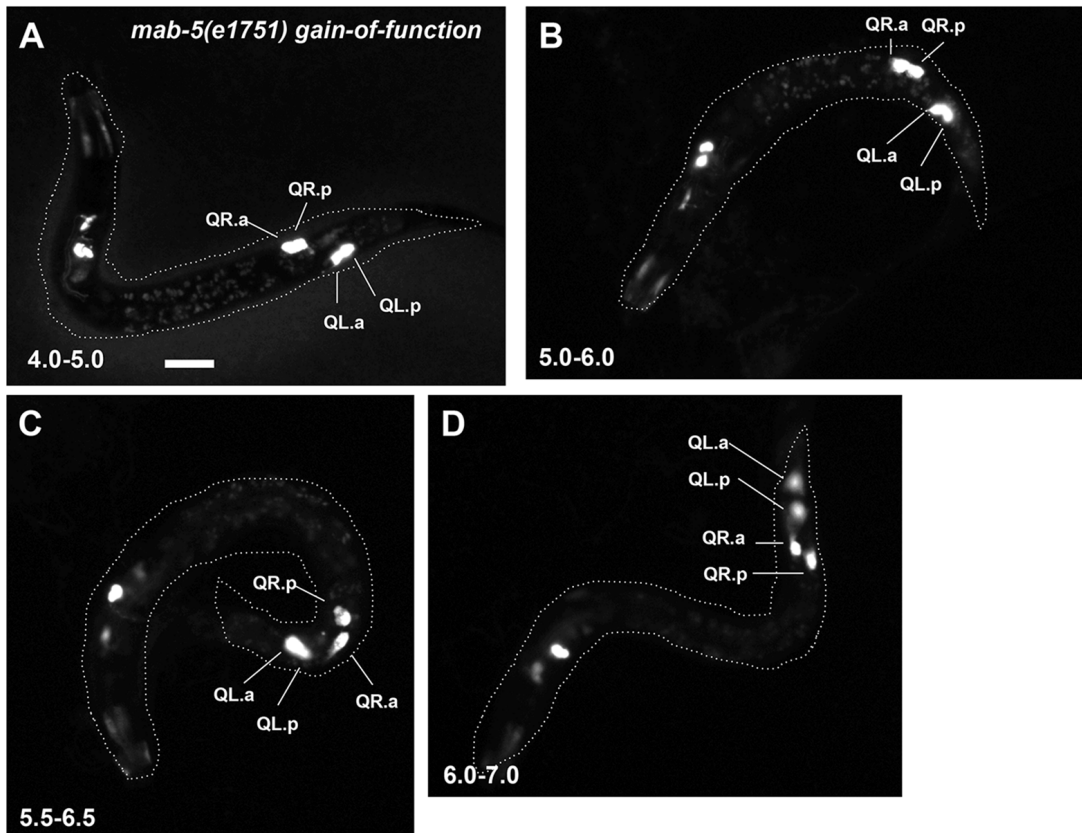 A
mab-5(e1751) gain-of-function
QR.p
QR.a
QL.p
QL.a
4.0-5.0
B
QR.a
QR.p
QL.a
QL.p
5.0-6.0
C
QR.p
QL.a
QR.a
QL.p
5.5-6.5
D
QL.a
QL.p
QR.a
QR.p
6.0-7.0